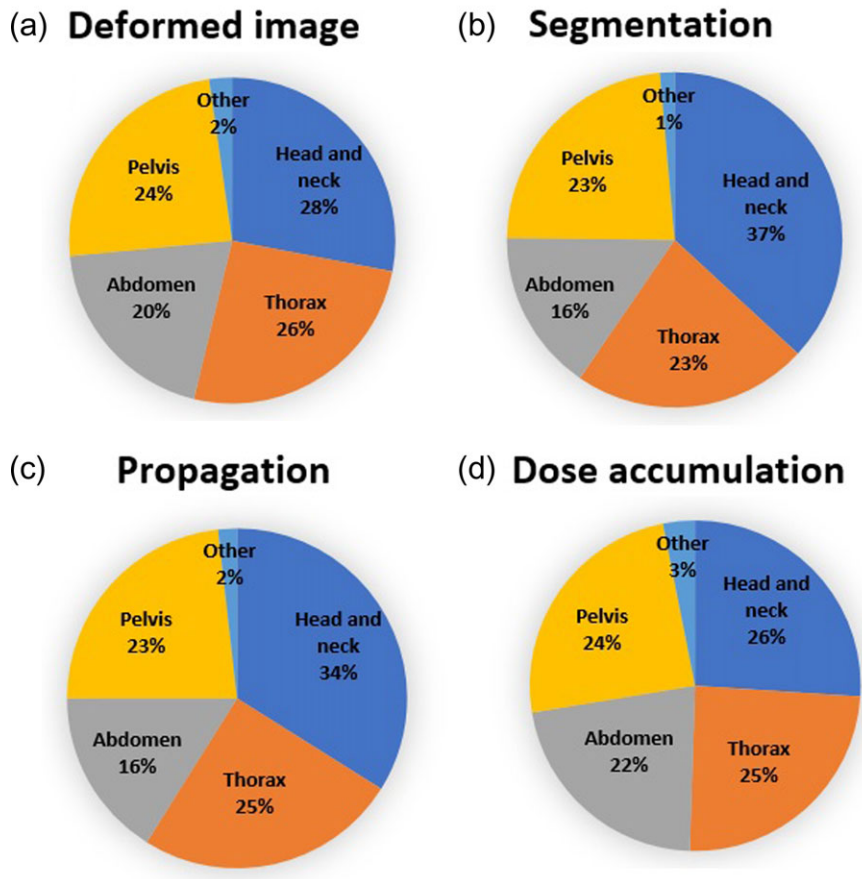 (a) Deformed image
Other
2%
Head and
neck
28%
Thorax
26%
Abdomen
20%
Pelvis
24%
(b) Segmentation
Other
1%
Head and
neck
37%
Thorax
23%
Abdomen
16%
Pelvis
23%
(c) Propagation
Other
2%
Head and
neck
34%
Thorax
25%
Abdomen
16%
Pelvis
23%
(d) Dose accumulation
Other
3%
Head and
neck
26%
Thorax
25%
Abdomen
22%
Pelvis
24%